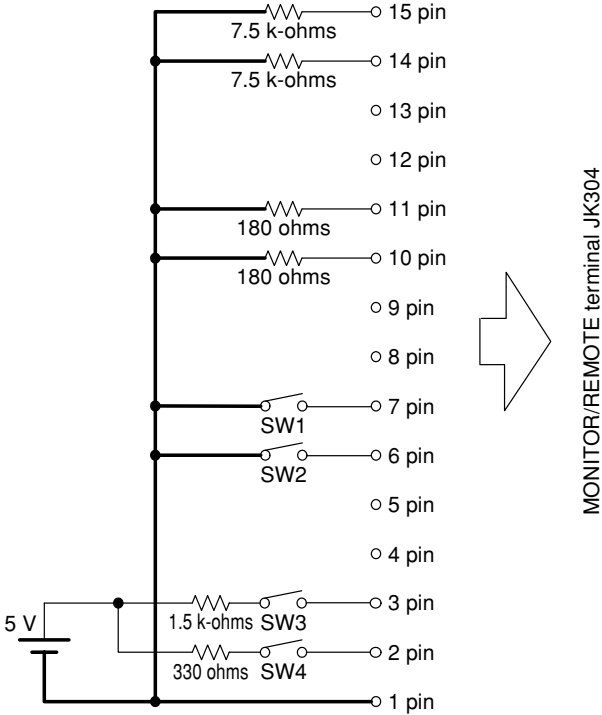 15 pin
7.5 k-ohms
14 pin
7.5 k-ohms
13 pin
12 pin
11 pin
180 ohms
10 pin
180 ohms
9 pin
8 pin
7 pin
SW1
6 pin
SW2
5 pin
4 pin
3 pin
1.5 k-ohms SW3
5 V
2 pin
330 ohms SW4
1 pin
MONITOR/REMOTE terminal JK304